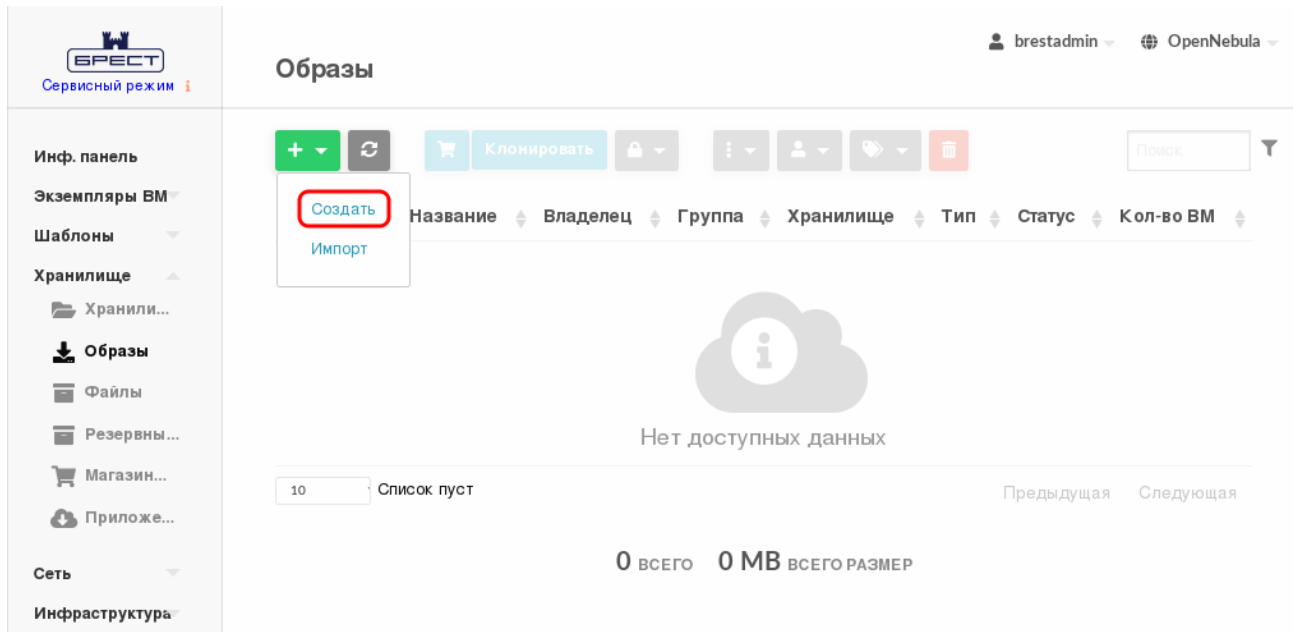 БРЕСТ
Сервисный режим i
Образы
brestadmin
OpenNebula
Инф. панель
Экземпляры ВМ
Шаблоны
Хранилище
Хранили...
Образы
Файлы
Резервны...
Магазин...
Приложе...
Сеть
Инфраструктура
Клонировать
Поиск
Создать
Импорт
Название Владелец Группа Хранилище Тип Статус Кол-во ВМ
Нет доступных данных
10 Список пуст
Предыдущая Следующая
0 ВСЕГО 0 MB ВСЕГО РАЗМЕР